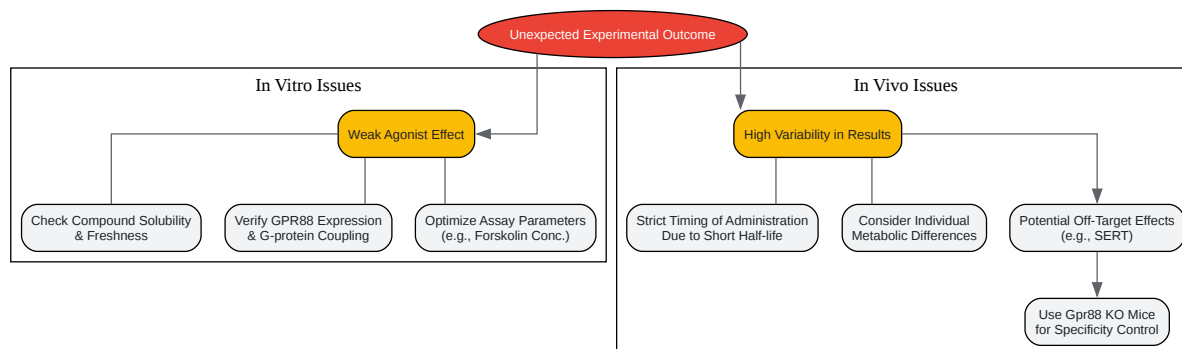 Unexpected Experimental Outcome
In Vitro Issues
Weak Agonist Effect
Check Compound Solubility
& Freshness
Verify GPR88 Expression
& G-protein Coupling
Optimize Assay Parameters
(e.g., Forskolin Conc.)
In Vivo Issues
High Variability in Results
Strict Timing of Administration
Due to Short Half-life
Consider Individual
Metabolic Differences
Potential Off-Target Effects
(e.g., SERT)
Use Gpr88 KO Mice
for Specificity Control